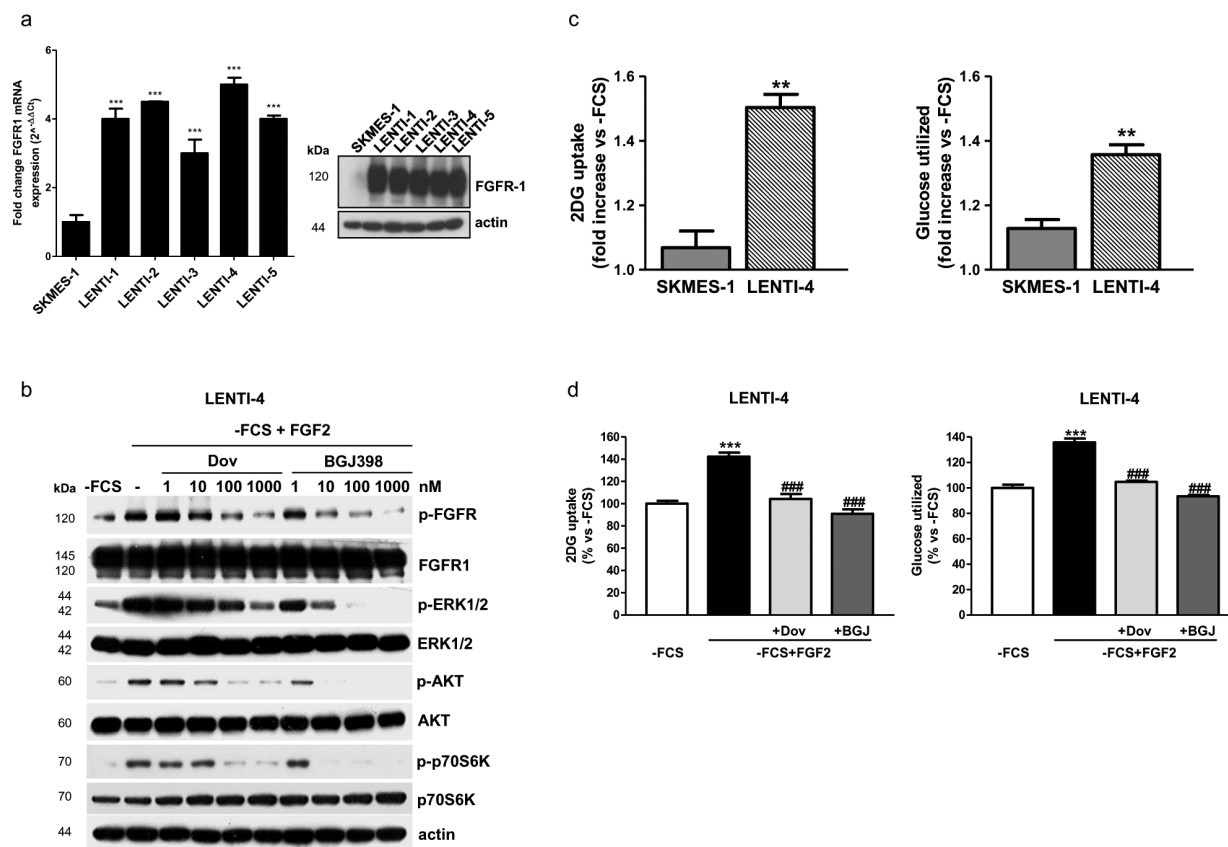 a
Fold change FGFR1 mRNA
expression (2^-ΔΔCt)
6
4
2
0
***
***
***
***
***
SKMES-1
LENTI-1
LENTI-2
LENTI-3
LENTI-4
LENTI-5
SKMES-1
LENTI-1
LENTI-2
LENTI-3
LENTI-4
LENTI-5
kDa
120
FGFR-1
44
actin
c
2DG uptake
(fold increase vs -FCS)
1.6
1.4
1.2
1.0
**
SKMES-1 LENTI-4
Glucose utilized
(fold increase vs -FCS)
1.6
1.4
1.2
1.0
**
SKMES-1 LENTI-4
b
LENTI-4
-FCS + FGF2
Dov BGJ398
kDa -FCS - 1 10 100 1000 1 10 100 1000 nM
120 p-FGFR
145
120
FGFR1
44
42
p-ERK1/2
44
42
ERK1/2
60 p-AKT
60 AKT
70 p-p70S6K
70 p70S6K
44 actin
d
LENTI-4
2DG uptake
(% vs -FCS)
160
140
120
100
80
60
40
20
0
***
###
###
+Dov +BGJ
-FCS -FCS+FGF2
LENTI-4
Glucose utilized
(% vs -FCS)
140
120
100
80
60
40
20
0
***
###
###
+Dov +BGJ
-FCS -FCS+FGF2